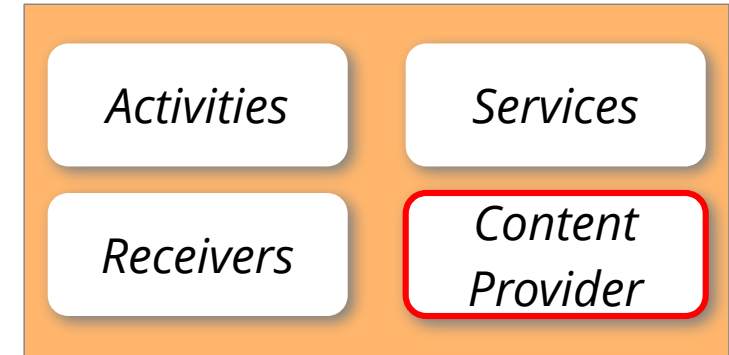 Activities
Services
Receivers
Content
Provider